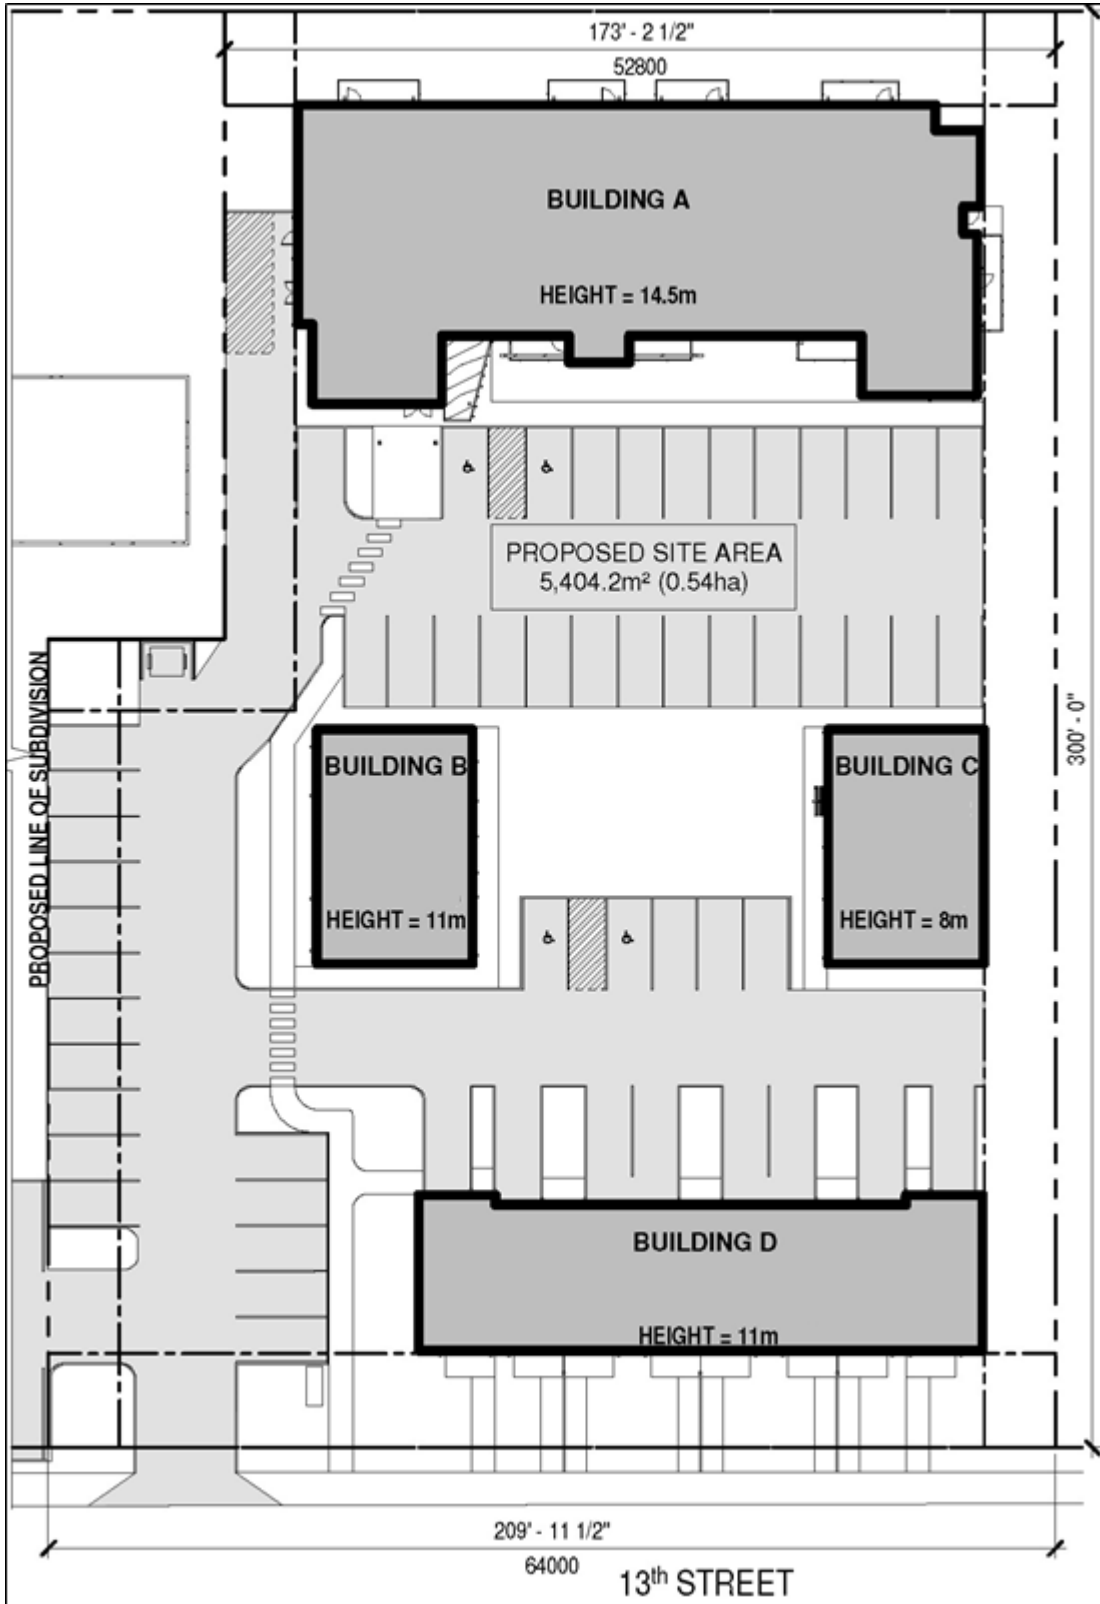 173' - 2 1/2"
52800
BUILDING A
HEIGHT = 14.5m
PROPOSED SITE AREA
5,404.2m² (0.54ha)
PROPOSED LINE OF SUBDIVISION
300' - 0"
BUILDING B
HEIGHT = 11m
BUILDING C
HEIGHT = 8m
BUILDING D
HEIGHT = 11m
209' - 11 1/2"
64000
13th STREET